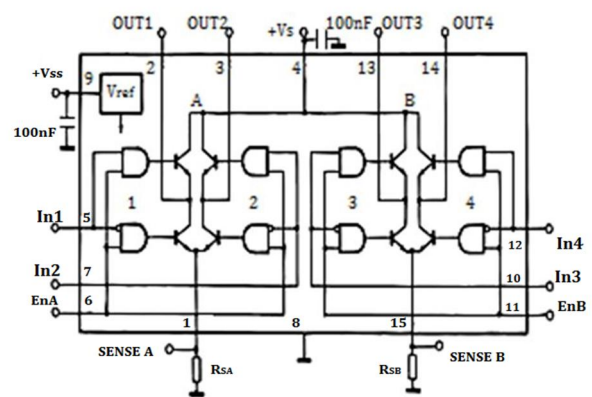 OUT1 OUT2 +Vs 100nF OUT3 OUT4
2 3 4 13 14
+Vss 9 Vref
A B
100nF
1 2 3 4
In1 5 12 In4
In2 7 10 In3
EnA 6 11 EnB
1 8 15
SENSE A SENSE B
RSA RSB